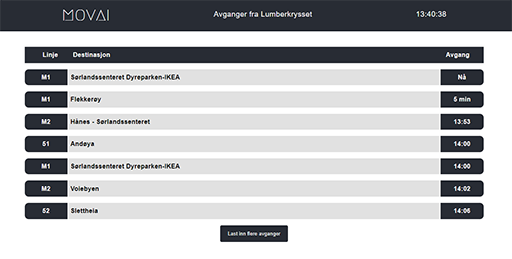 MOVAI Avganger fra Lumberkrysset 13:40:38
Linje Destinasjon Avgang
M1 Sørlandssenteret Dyreparken-IKEA Nå
M1 Flekkerøy 5 min
M2 Hånes - Sørlandssenteret 13:53
51 Andøya 14:00
M1 Sørlandssenteret Dyreparken-IKEA 14:00
M2 Voiebyen 14:02
52 Slettheia 14:06
Last inn flere avganger